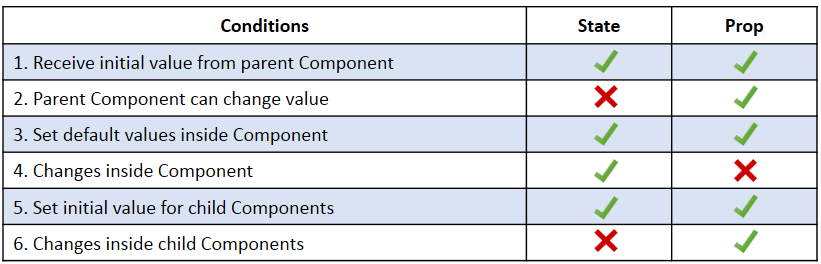 Conditions State Prop
1. Receive initial value from parent Component ✓ ✓
2. Parent Component can change value ✗ ✓
3. Set default values inside Component ✓ ✓
4. Changes inside Component ✓ ✗
5. Set initial value for child Components ✓ ✓
6. Changes inside child Components ✗ ✓